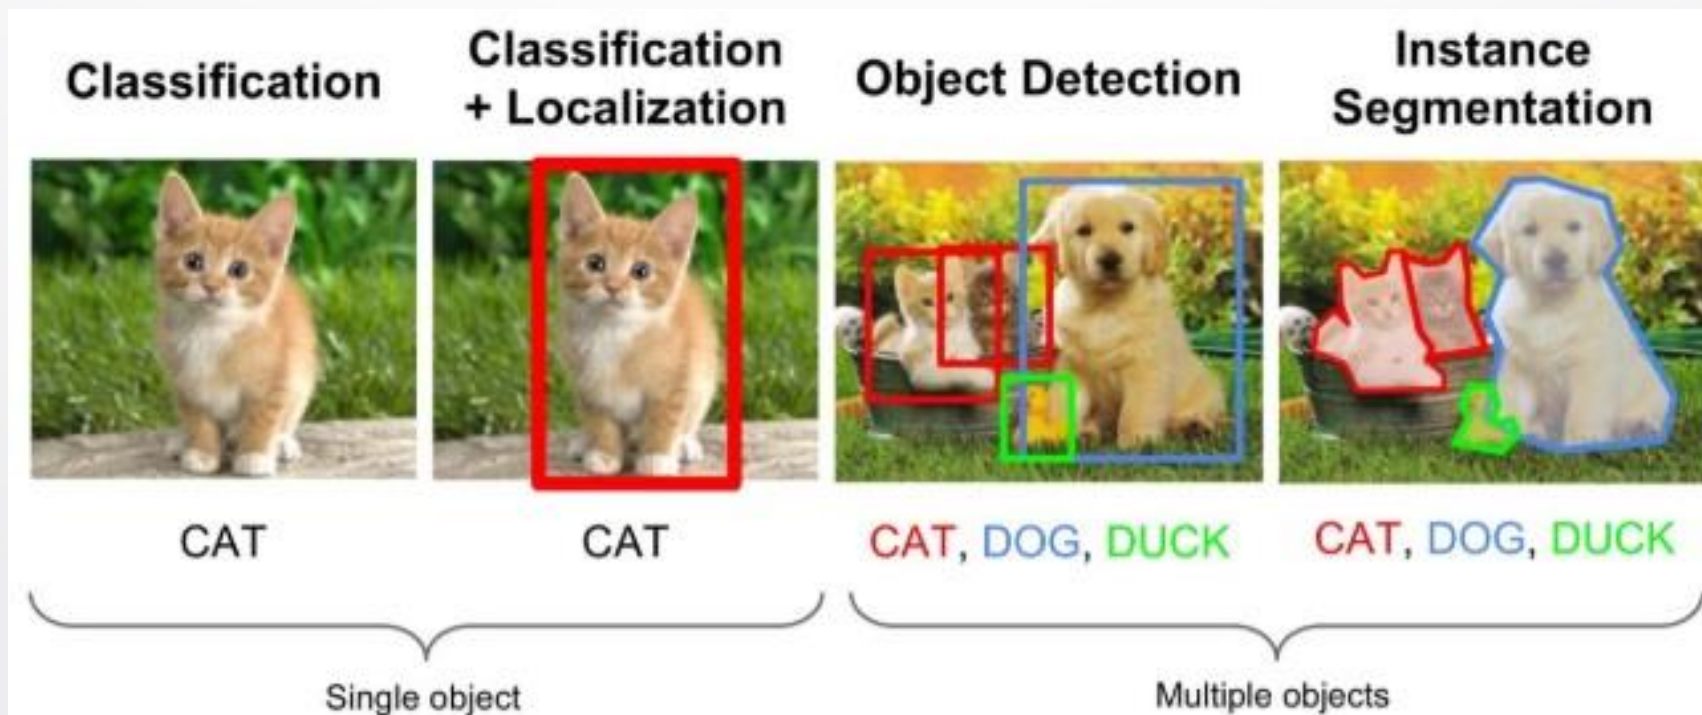 Classification
Classification
+ Localization
Object Detection
Instance
Segmentation
CAT
CAT
CAT, DOG, DUCK
CAT, DOG, DUCK
Single object
Multiple objects